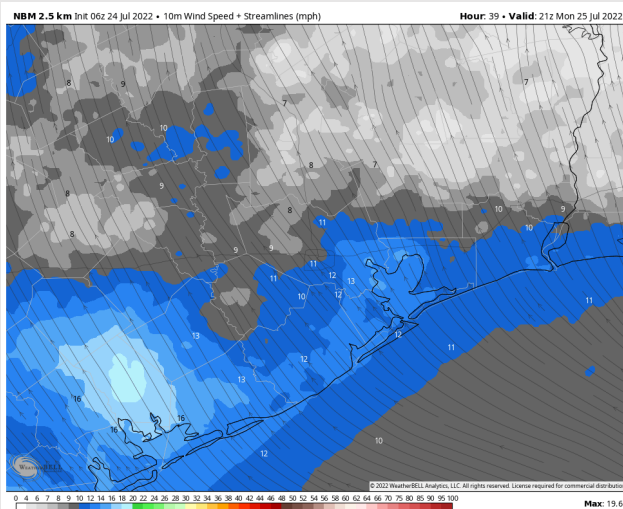 NBM 2.5 km Init 06z 24 Jul 2022 • 10m Wind Speed + Streamlines (mph) Hour: 39 • Valid: 21z Mon 25 Jul 2022
8 9 7
7
10 10
8 7
9
8 9
8 11 10
8 10
9 9
11
11 12 13
10 12 11
13 12 11
12
13
16
16 16
10
12
WeatherBELL
© 2022 WeatherBELL Analytics, LLC. All rights reserved. License required for commercial distribution
0 4 6 7 8 9 10 12 14 16 18 20 22 24 26 28 30 32 34 36 38 40 42 44 46 48 50 52 54 56 58 60 62 64 66 68 70 75 80 85 90 95 100
Max: 19.6